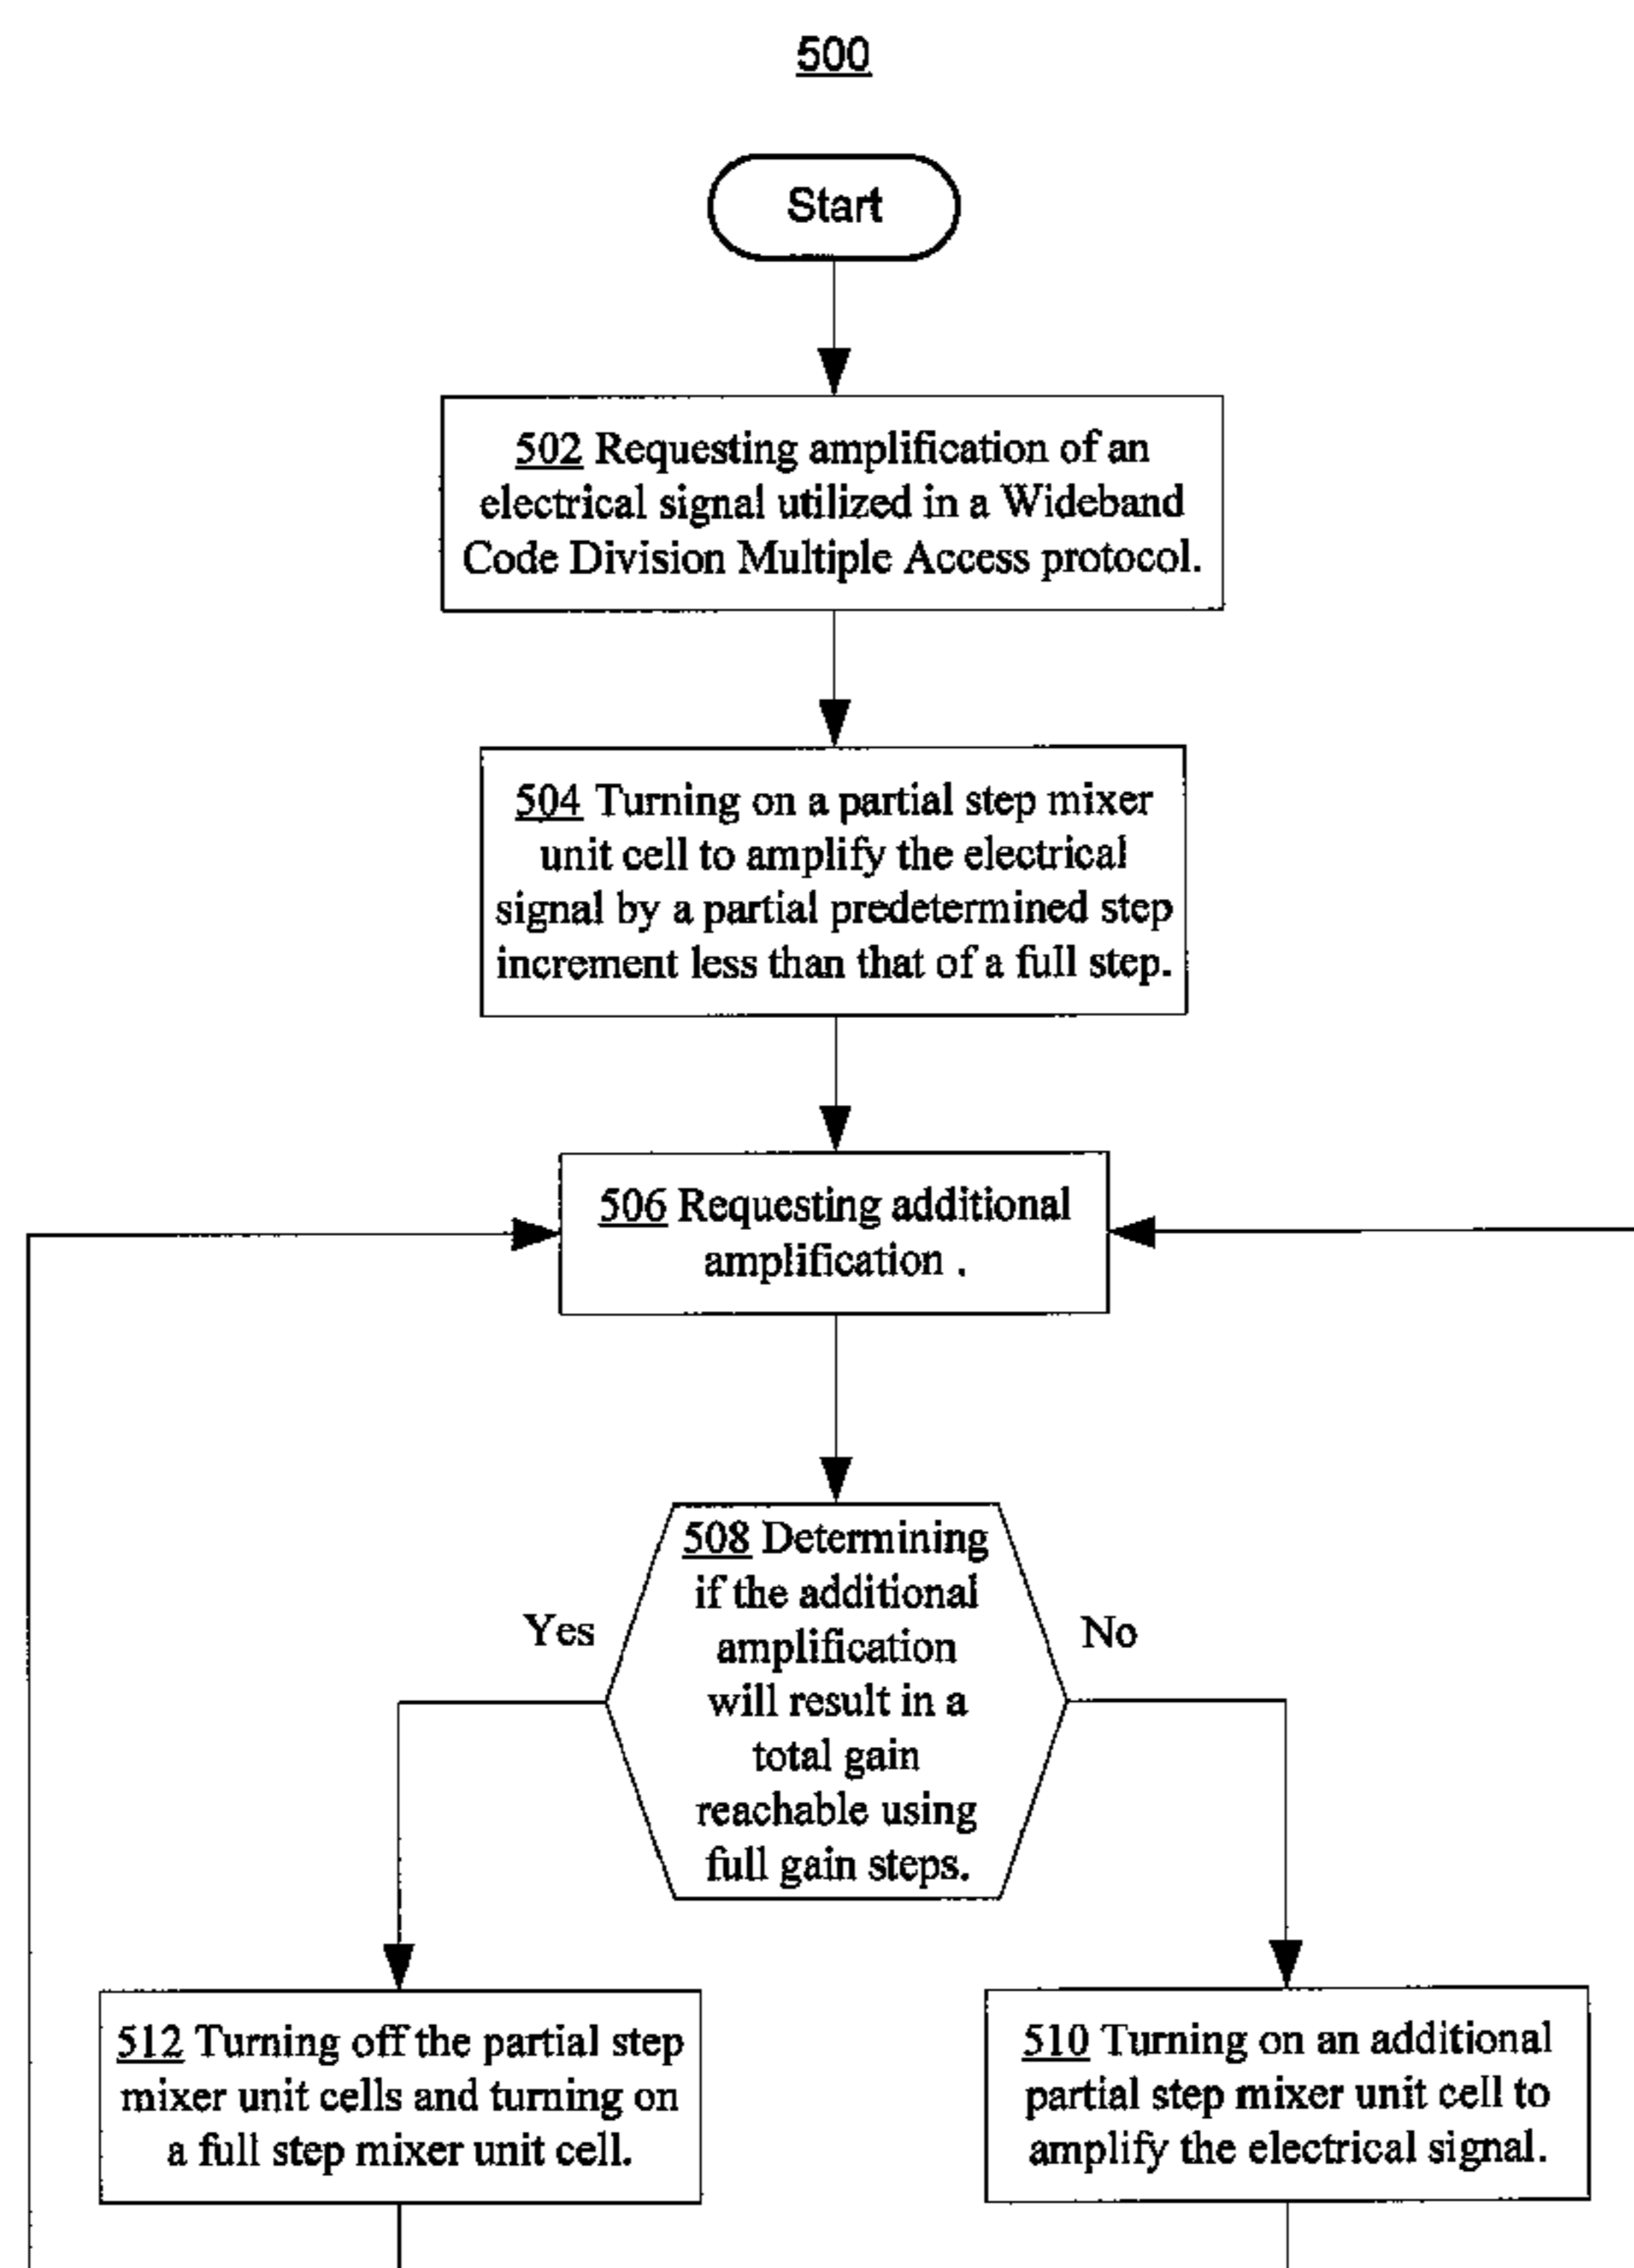 500
Start
502 Requesting amplification of an
electrical signal utilized in a Wideband
Code Division Multiple Access protocol.
504 Turning on a partial step mixer
unit cell to amplify the electrical
signal by a partial predetermined step
increment less than that of a full step.
506 Requesting additional
amplification .
508 Determining
if the additional
amplification
will result in a
total gain
reachable using
full gain steps.
Yes
No
512 Turning off the partial step
mixer unit cells and turning on
a full step mixer unit cell.
510 Turning on an additional
partial step mixer unit cell to
amplify the electrical signal.